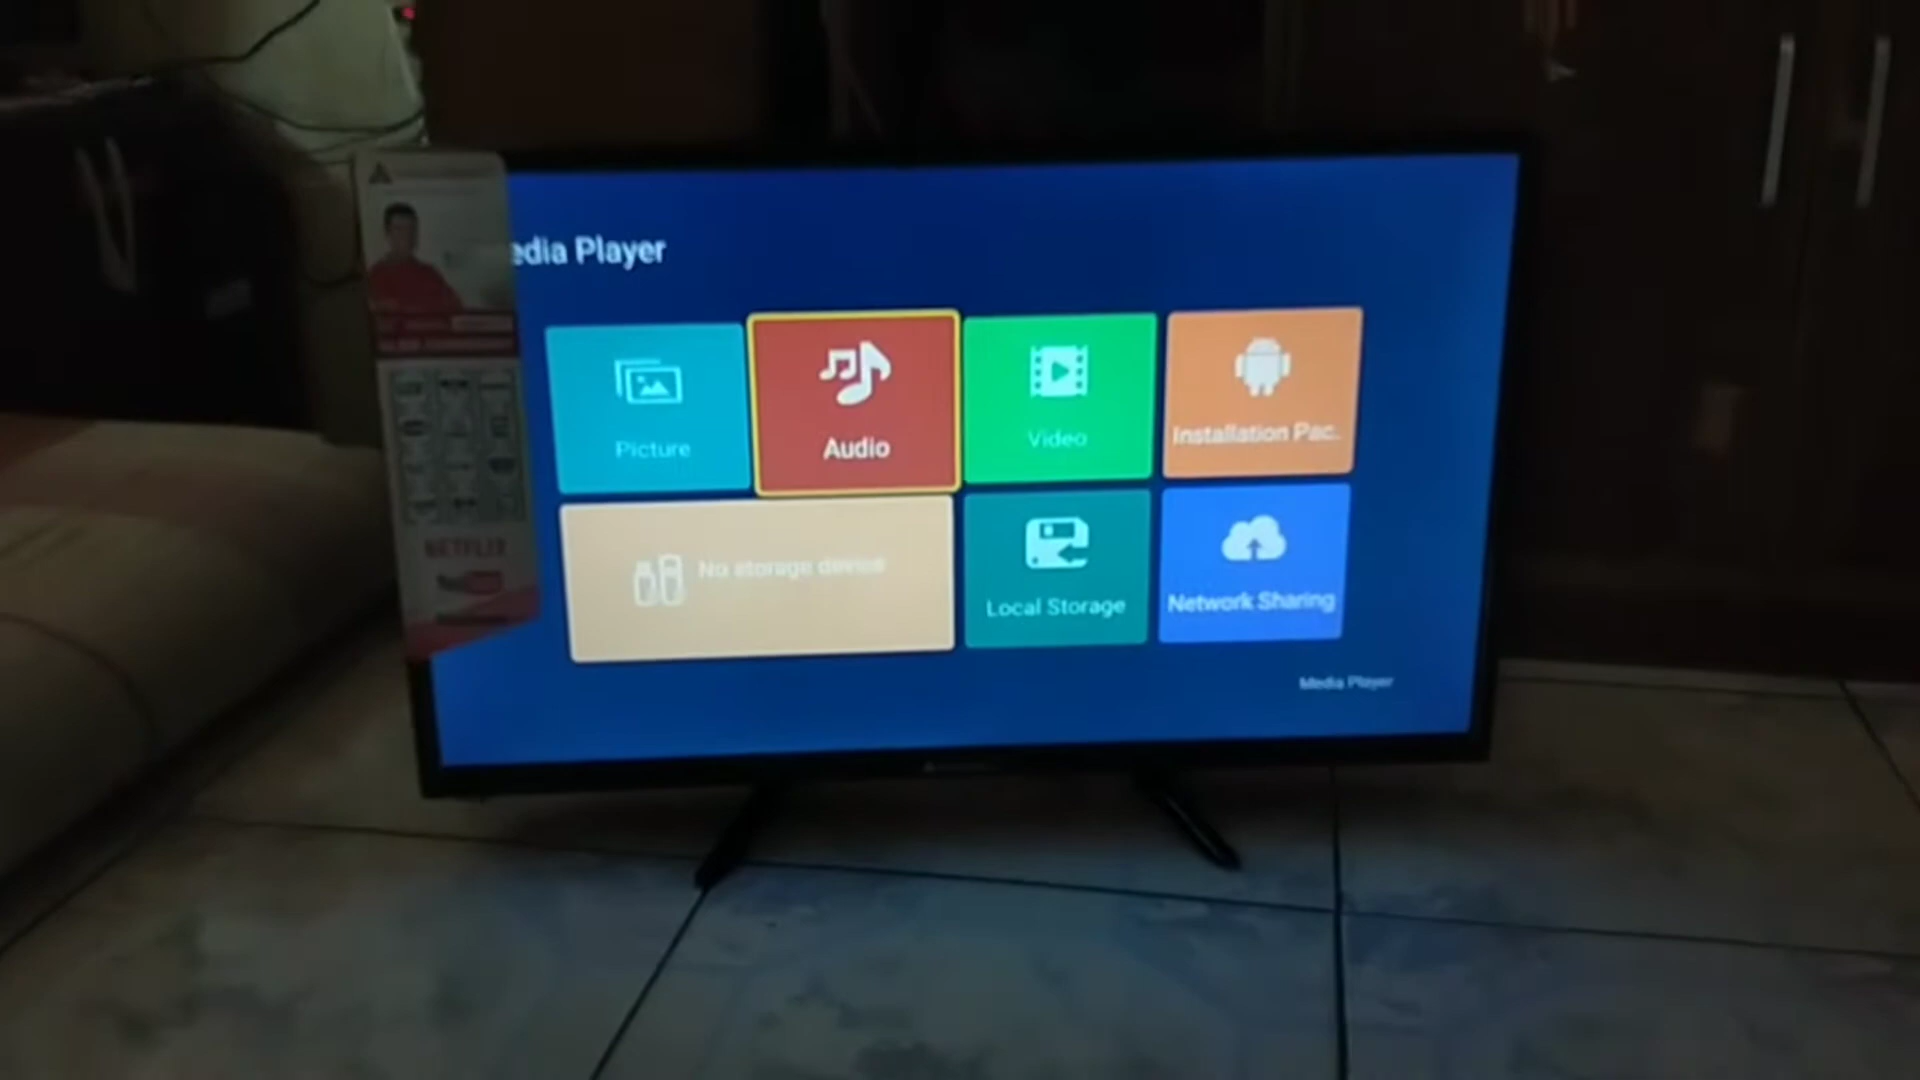 edia Player
Picture
Audio
Video
Installation Pac.
No storage device
Local Storage
Network Sharing
Media Player
NETFLIX